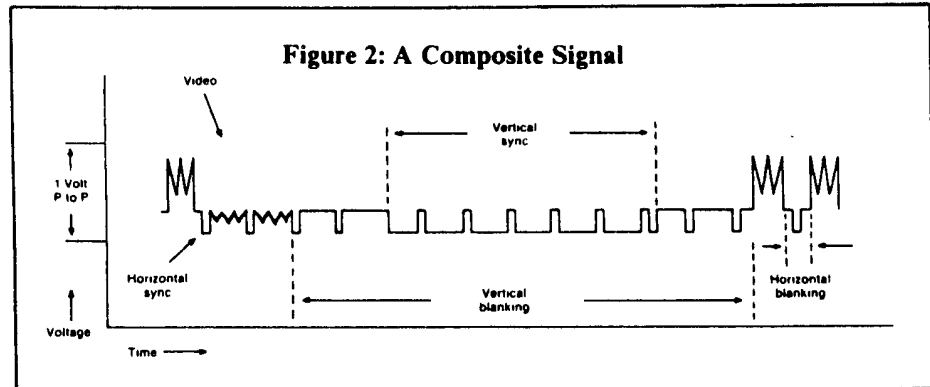 Figure 2: A Composite Signal
Video
Vertical
sync
1 Volt
P to P
Horizontal
sync
Vertical
blanking
Horizontal
blanking
Voltage
Time